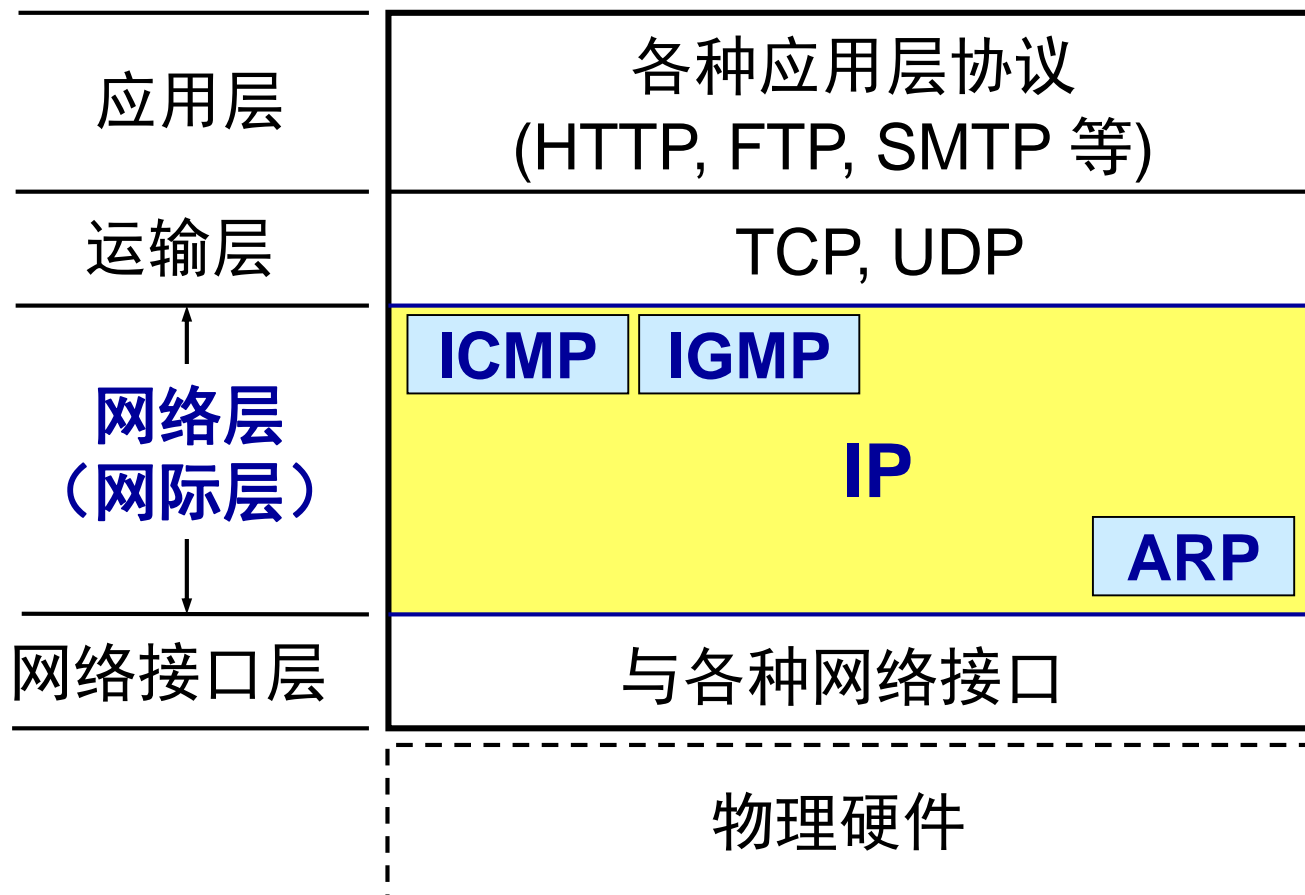 应用层
各种应用层协议
(HTTP, FTP, SMTP 等)
运输层
TCP, UDP
ICMP
IGMP
网络层
（网际层）
IP
ARP
网络接口层
与各种网络接口
物理硬件